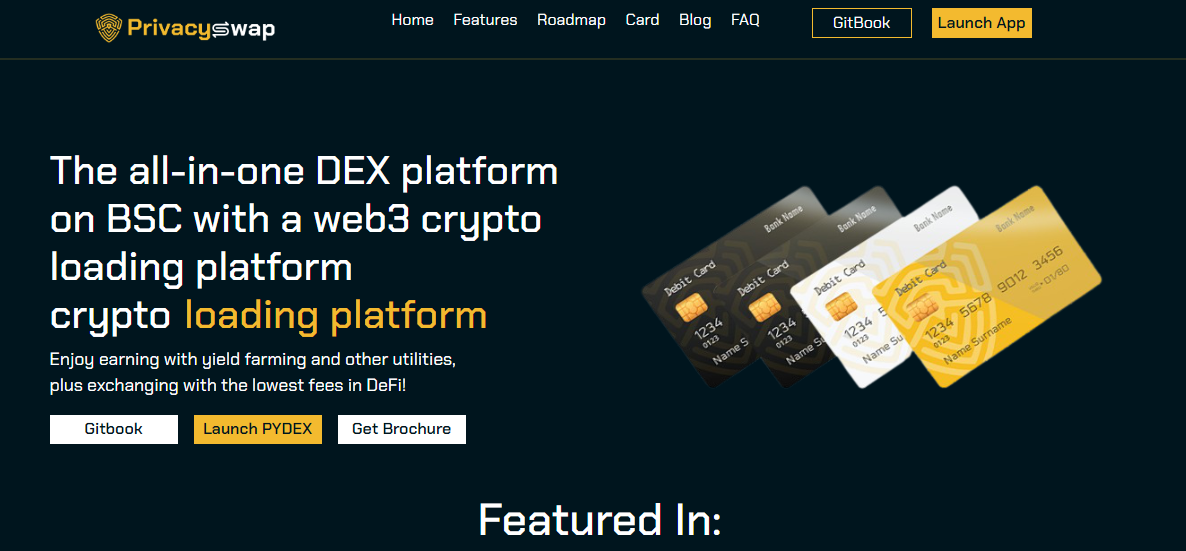 Privacyswap
Home Features Roadmap Card Blog FAQ
GitBook
Launch App
The all-in-one DEX platform
on BSC with a web3 crypto
loading platform
crypto loading platform
Enjoy earning with yield farming and other utilities,
plus exchanging with the lowest fees in DeFi!
Gitbook
Launch PYDEX
Get Brochure
Bank Name
Debit Card
1234
0123
Name S
Bank Name
Debit Card
1234
0123
Name Su
Bank Name
Debit Card
1234 5
0123
Name Su
Bank Name
Debit Card
1234 5678 9012 3456
0123
01/80
Name Surname
Featured In: